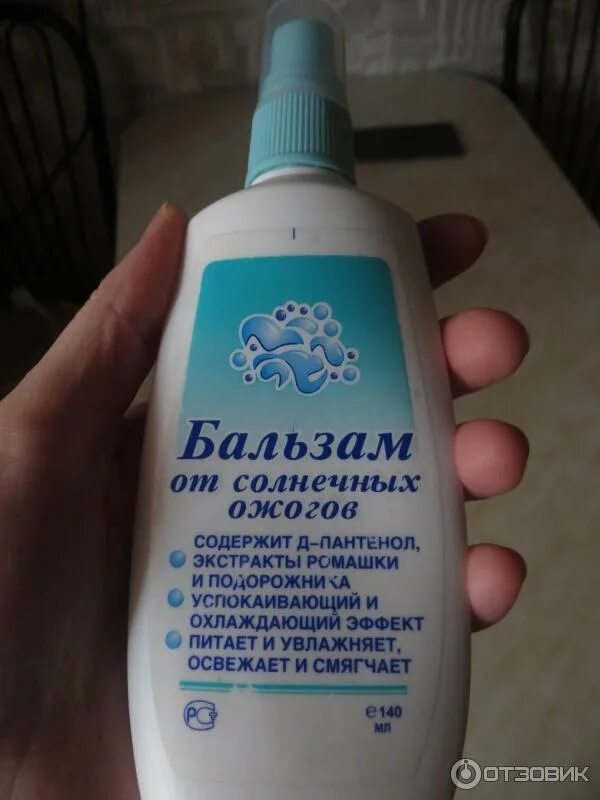 Бальзам
от солнечных
ожогов
СОДЕРЖИТ Д-ПАНТЕНОЛ,
ЭКСТРАКТЫ РОМАШКИ
И ПОДОРОЖНИКА
УСПОКАИВАЮЩИЙ И
ОХЛАЖДАЮЩИЙ ЭФФЕКТ
ПИТАЕТ И УВЛАЖНЯЕТ,
ОСВЕЖАЕТ И СМЯГЧАЕТ
РСТ ℮140
МЛ
ОТЗОВИК